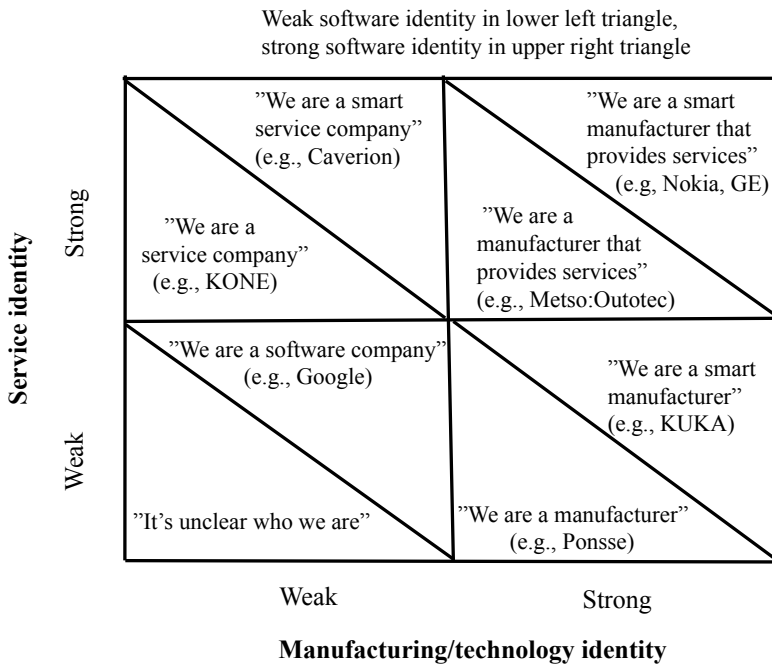 Weak software identity in lower left triangle,
strong software identity in upper right triangle
”We are a smart
service company”
(e.g., Caverion)
”We are a smart
manufacturer that
provides services”
(e.g, Nokia, GE)
”We are a
service company”
(e.g., KONE)
”We are a
manufacturer that
provides services”
(e.g., Metso:Outotec)
Strong
Service identity
”We are a software company”
(e.g., Google)
”We are a smart
manufacturer”
(e.g., KUKA)
Weak
”It’s unclear who we are”
”We are a manufacturer”
(e.g., Ponsse)
Weak
Strong
Manufacturing/technology identity